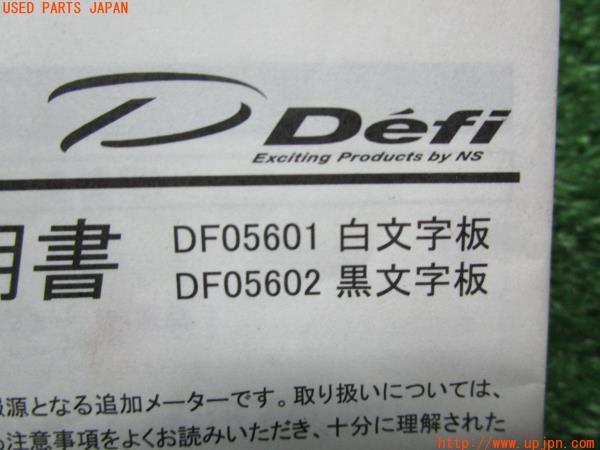 USED PARTS JAPAN
Défi
Exciting Products by NS
明書 DF05601 白文字板
DF05602 黒文字板
源となる追加メーターです。取り扱いについては、
注意事項をよくお読みいただき、十分に理解された
http://www.upjpn.com